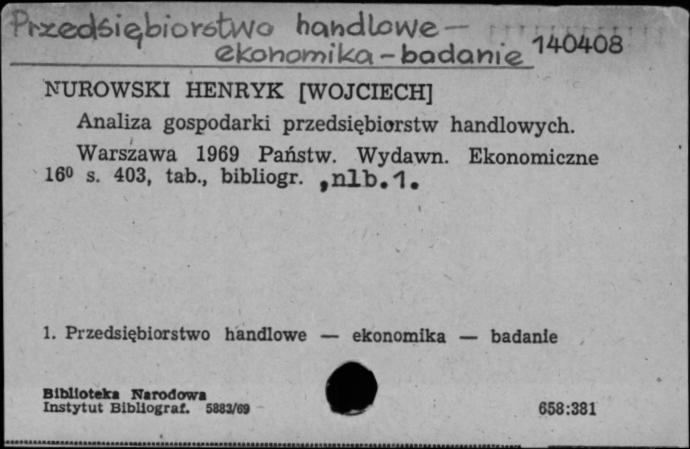 Przedsiębiorstwo handlowe —
ekonomika – badanie 140408
NUROWSKI HENRYK [WOJCIECH]
Analiza gospodarki przedsiębiorstw handlowych.
Warszawa 1969 Państw. Wydawn. Ekonomiczne
16⁰ s. 403, tab., bibliogr. , nlb. 1.
1. Przedsiębiorstwo handlowe — ekonomika — badanie
Biblioteka Narodowa
Instytut Bibliograf. 5883/69 658:381